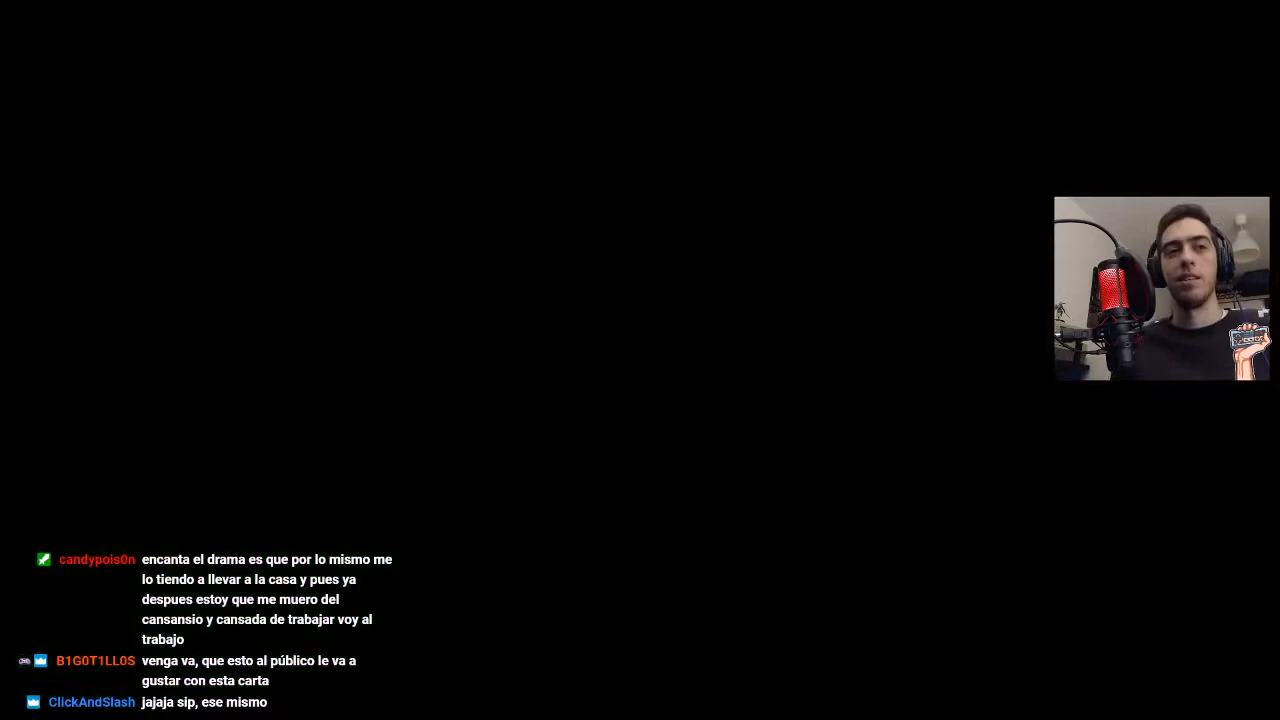 candypois0n encanta el drama es que por lo mismo me
lo tiendo a llevar a la casa y pues ya
despues estoy que me muero del
cansansio y cansada de trabajar voy al
trabajo
B1G0T1LL0S venga va, que esto al público le va a
gustar con esta carta
ClickAndSlash jajaja sip, ese mismo